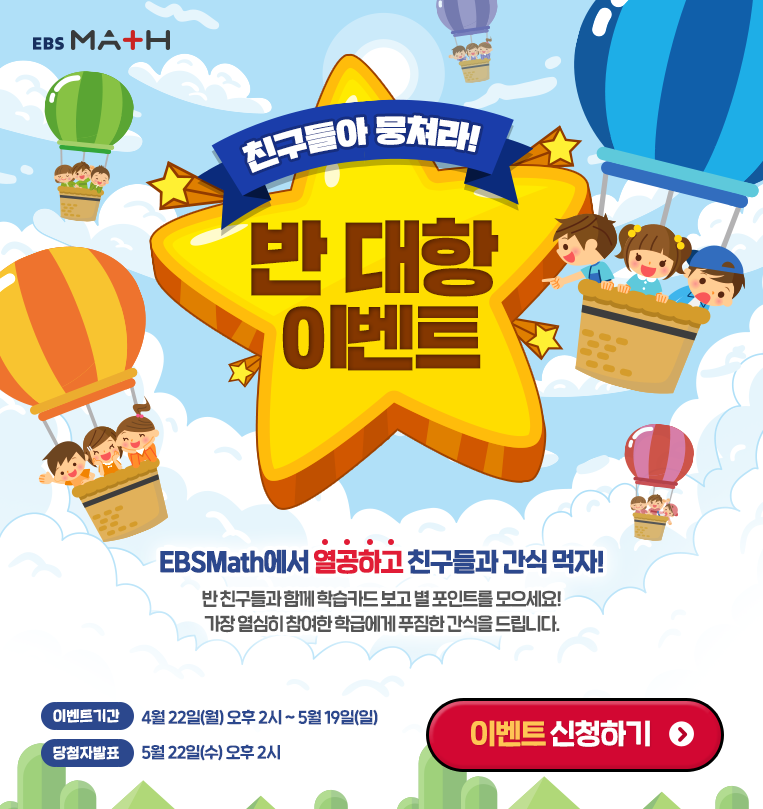 EBS MATH
친구들아 뭉쳐라!
반 대항
이벤트
EBSMath에서 열공하고 친구들과 간식 먹자!
반 친구들과 함께 학습카드 보고 별 포인트를 모으세요!
가장 열심히 참여한 학급에게 푸짐한 간식을 드립니다.
이벤트기간 4월 22일(월) 오후 2시 ~ 5월 19일(일)
당첨자발표 5월 22일(수) 오후 2시
이벤트 신청하기